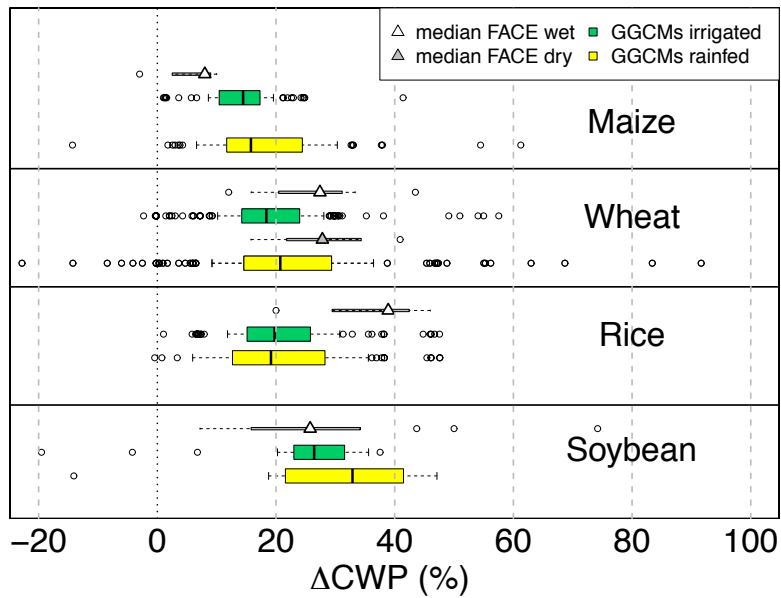 median FACE wet
GGCMs irrigated
median FACE dry
GGCMs rainfed
Maize
Wheat
Rice
Soybean
−20 0 20 40 60 80 100
ΔCWP (%)